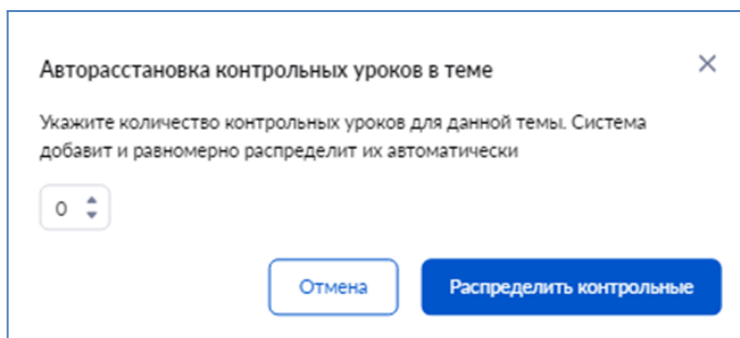 Авторасстановка контрольных уроков в теме
Укажите количество контрольных уроков для данной темы. Система
добавит и равномерно распределит их автоматически
0
Отмена
Распределить контрольные